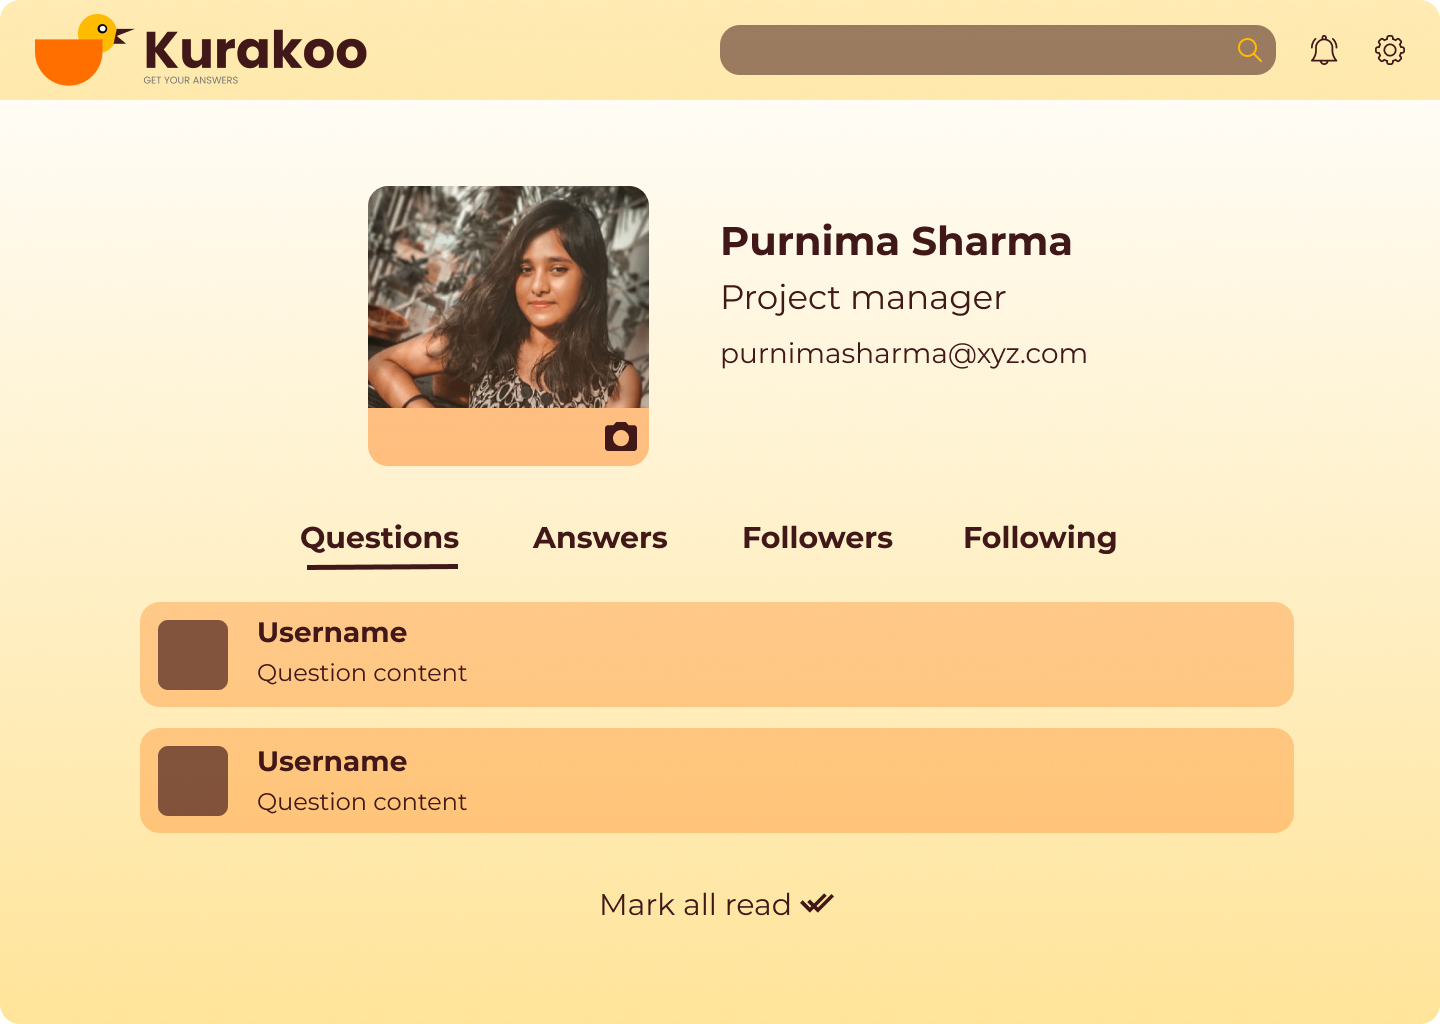 Kurakoo
GET YOUR ANSWERS
Purnima Sharma
Project manager
purnimasharma@xyz.com
Questions Answers Followers Following
Username
Question content
Username
Question content
Mark all read